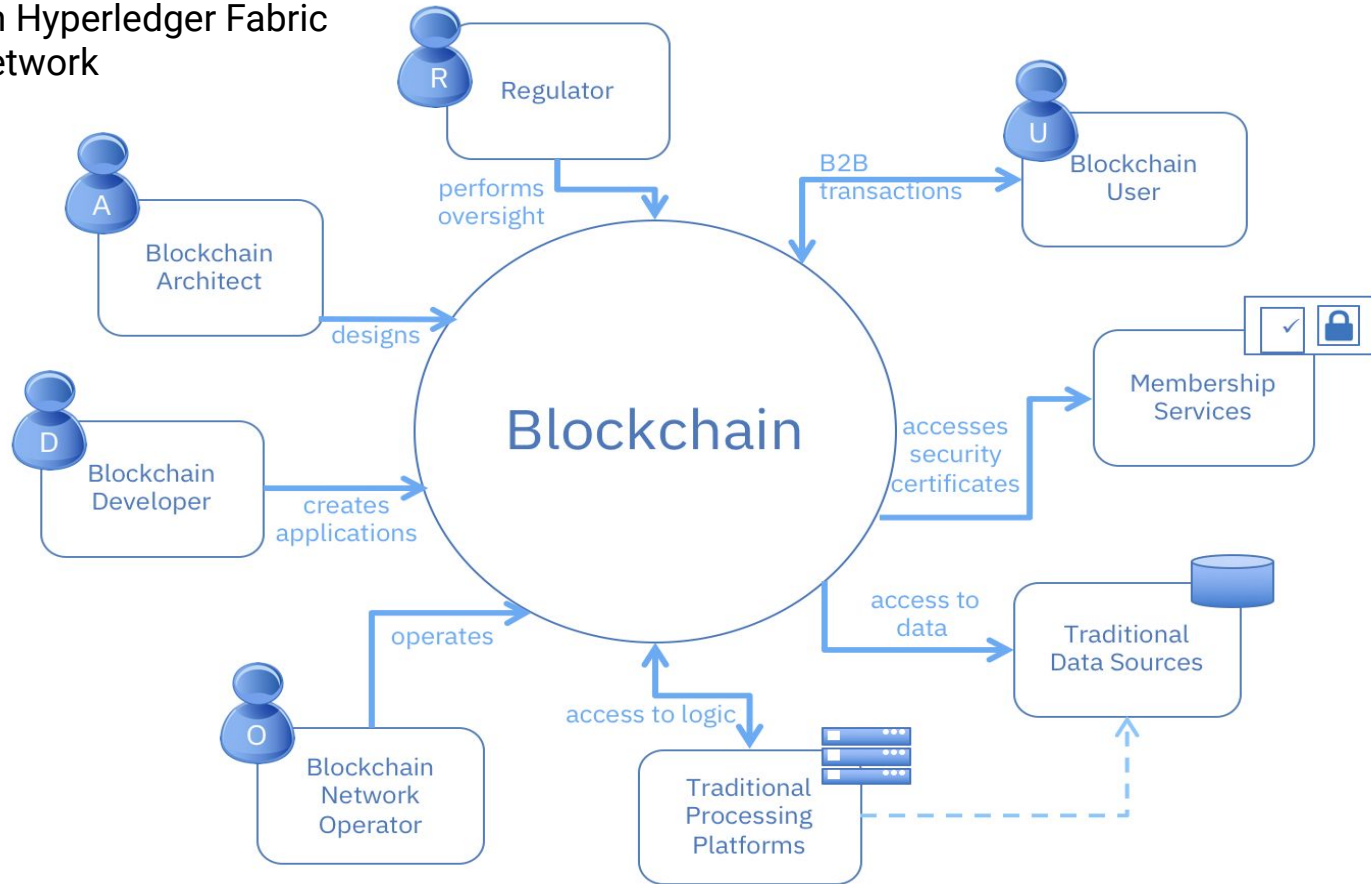 n Hyperledger Fabric
etwork
R
Regulator
performs
oversight
U
Blockchain
User
B2B
transactions
A
Blockchain
Architect
designs
Membership
Services
accesses
security
certificates
Blockchain
D
Blockchain
Developer
creates
applications
access to
data
Traditional
Data Sources
operates
O
Blockchain
Network
Operator
access to logic
Traditional
Processing
Platforms